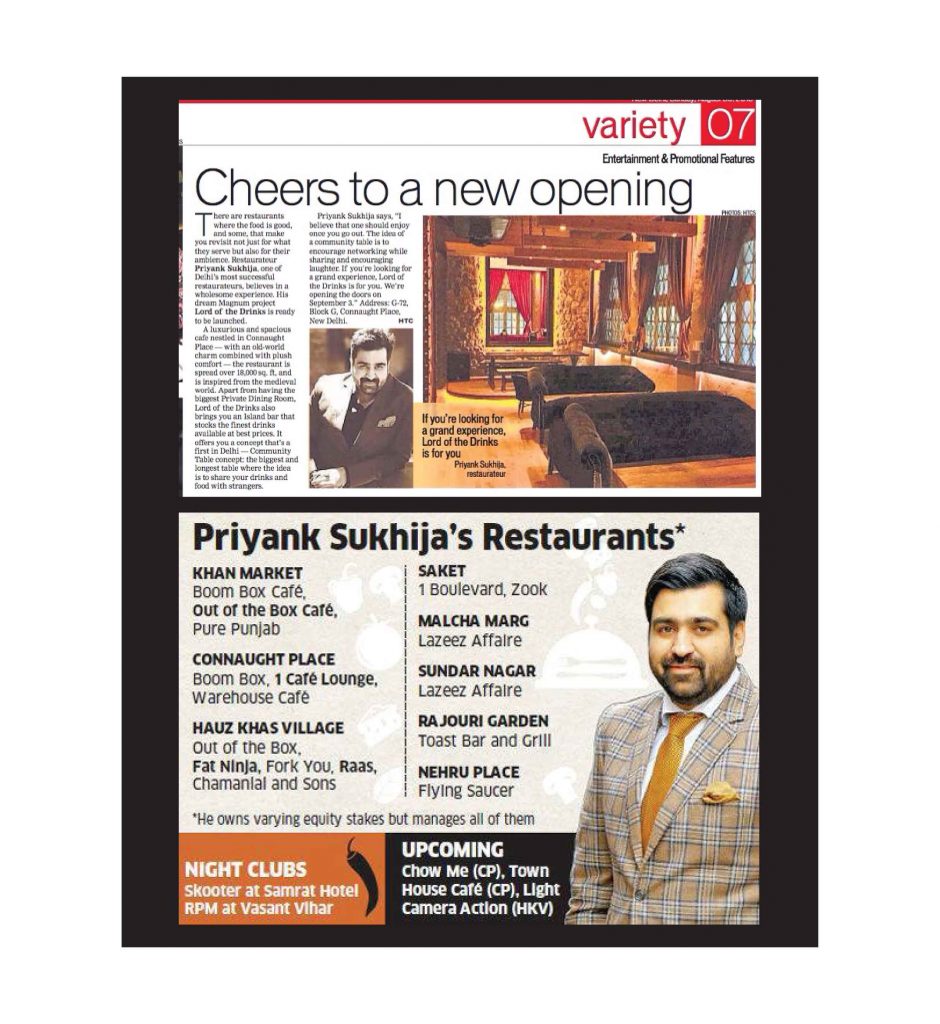 variety 07
Entertainment & Promotional Features
Cheers to a new opening
PHOTOS: HTCS
There are restaurants
where the food is good,
and some, that make
you revisit not just for what
they serve but also for their
ambience. Restaurateur
Priyank Sukhija, one of
Delhi's most successful
restaurateurs, believes in a
wholesome experience. His
dream Magnum project
Lord of the Drinks is ready
to be launched.
A luxurious and spacious
cafe nestled in Connaught
Place — with an old-world
charm combined with plush
comfort — the restaurant is
spread over 18,000 sq. ft, and
is inspired from the medieval
world. Apart from having the
biggest Private Dining Room,
Lord of the Drinks also
brings you an Island bar that
stocks the finest drinks
available at best prices. It
offers you a concept that's a
first in Delhi — Community
Table concept: the biggest and
longest table where the idea
is to share your drinks and
food with strangers.
Priyank Sukhija says, "I
believe that one should enjoy
once you go out. The idea of
a community table is to
encourage networking while
sharing and encouraging
laughter. If you're looking for
a grand experience, Lord of
the Drinks is for you. We're
opening the doors on
September 3." Address: G-72,
Block G, Connaught Place,
New Delhi. HTC
If you're looking for
a grand experience,
Lord of the Drinks
is for you
Priyank Sukhija,
restaurateur
Priyank Sukhija's Restaurants*
KHAN MARKET
Boom Box Café,
Out of the Box Café,
Pure Punjab
CONNAUGHT PLACE
Boom Box, 1 Café Lounge,
Warehouse Café
HAUZ KHAS VILLAGE
Out of the Box,
Fat Ninja, Fork You, Raas,
Chamanlal and Sons
SAKET
1 Boulevard, Zook
MALCHA MARG
Lazeez Affaire
SUNDAR NAGAR
Lazeez Affaire
RAJOURI GARDEN
Toast Bar and Grill
NEHRU PLACE
Flying Saucer
*He owns varying equity stakes but manages all of them
NIGHT CLUBS
Skooter at Samrat Hotel
RPM at Vasant Vihar
UPCOMING
Chow Me (CP), Town
House Café (CP), Light
Camera Action (HKV)